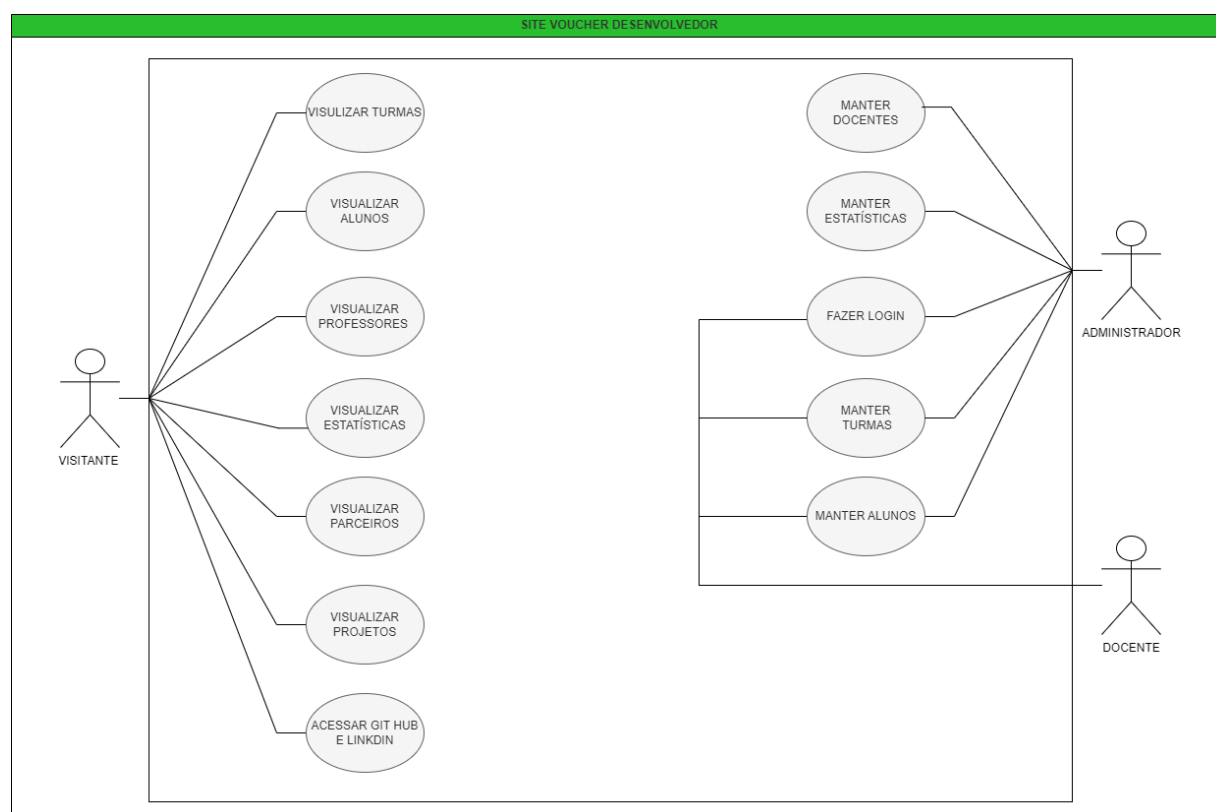 SITE VOUCHER DESENVOLVEDOR
VISULIZAR TURMAS
VISUALIZAR
ALUNOS
VISUALIZAR
PROFESSORES
VISUALIZAR
ESTATÍSTICAS
VISUALIZAR
PARCEIROS
VISUALIZAR
PROJETOS
ACESSAR GIT HUB
E LINKDIN
VISITANTE
MANTER
DOCENTES
MANTER
ESTATÍSTICAS
FAZER LOGIN
MANTER
TURMAS
MANTER ALUNOS
ADMINISTRADOR
DOCENTE